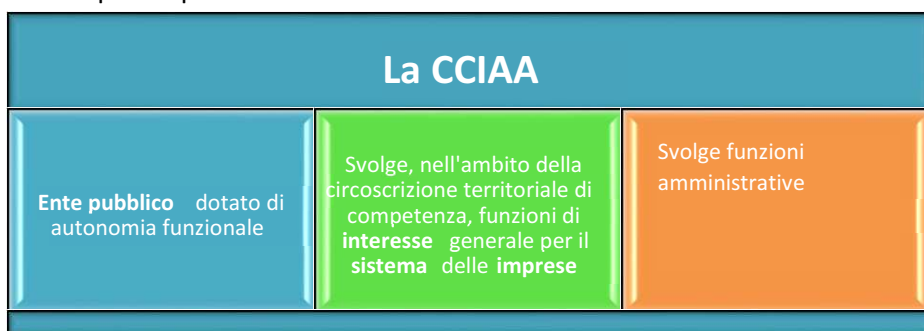 La CCIAA
Ente pubblico dotato di
autonomia funzionale
Svolge, nell'ambito della
circoscrizione territoriale di
competenza, funzioni di
interesse generale per il
sistema delle imprese
Svolge funzioni
amministrative